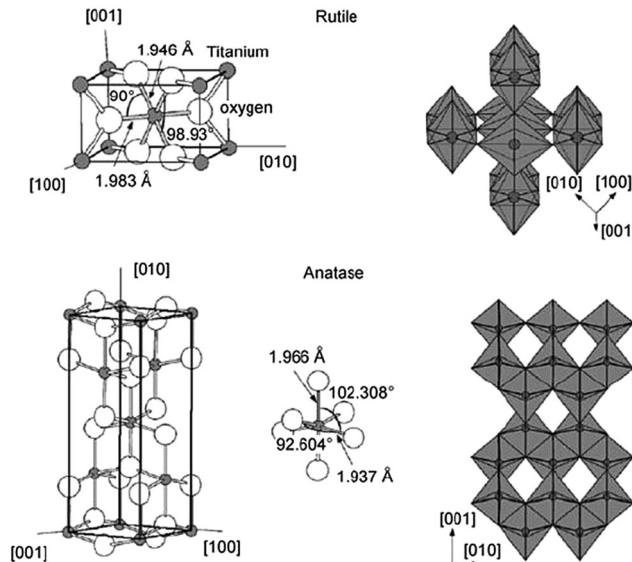 [001]
Rutile
1.946 Å
Titanium
90°
oxygen
98.93°
[010]
[100]
1.983 Å
[010]
[100]
[001]
[010]
Anatase
1.966 Å
102.308°
92.604°
1.937 Å
[001]
[100]
[001]
[010]